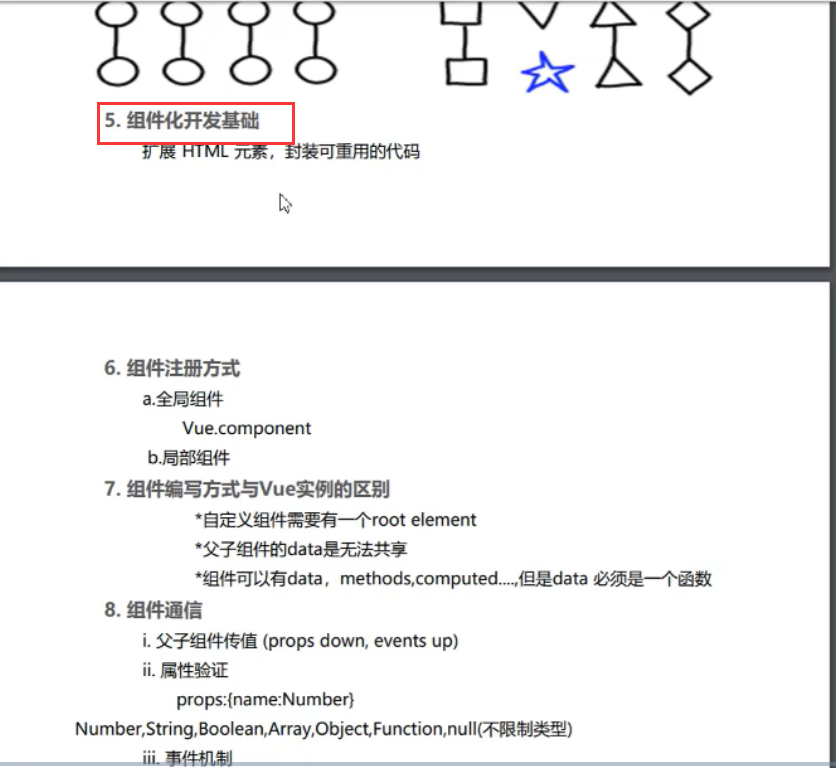 5. 组件化开发基础
扩展 HTML 元素，封装可重用的代码
6. 组件注册方式
a.全局组件
Vue.component
b.局部组件
7. 组件编写方式与Vue实例的区别
*自定义组件需要有一个root element
*父子组件的data是无法共享
*组件可以有data，methods,computed....,但是data 必须是一个函数
8. 组件通信
i. 父子组件传值 (props down, events up)
ii. 属性验证
props:{name:Number}
Number,String,Boolean,Array,Object,Function,null(不限制类型)
iii. 事件机制